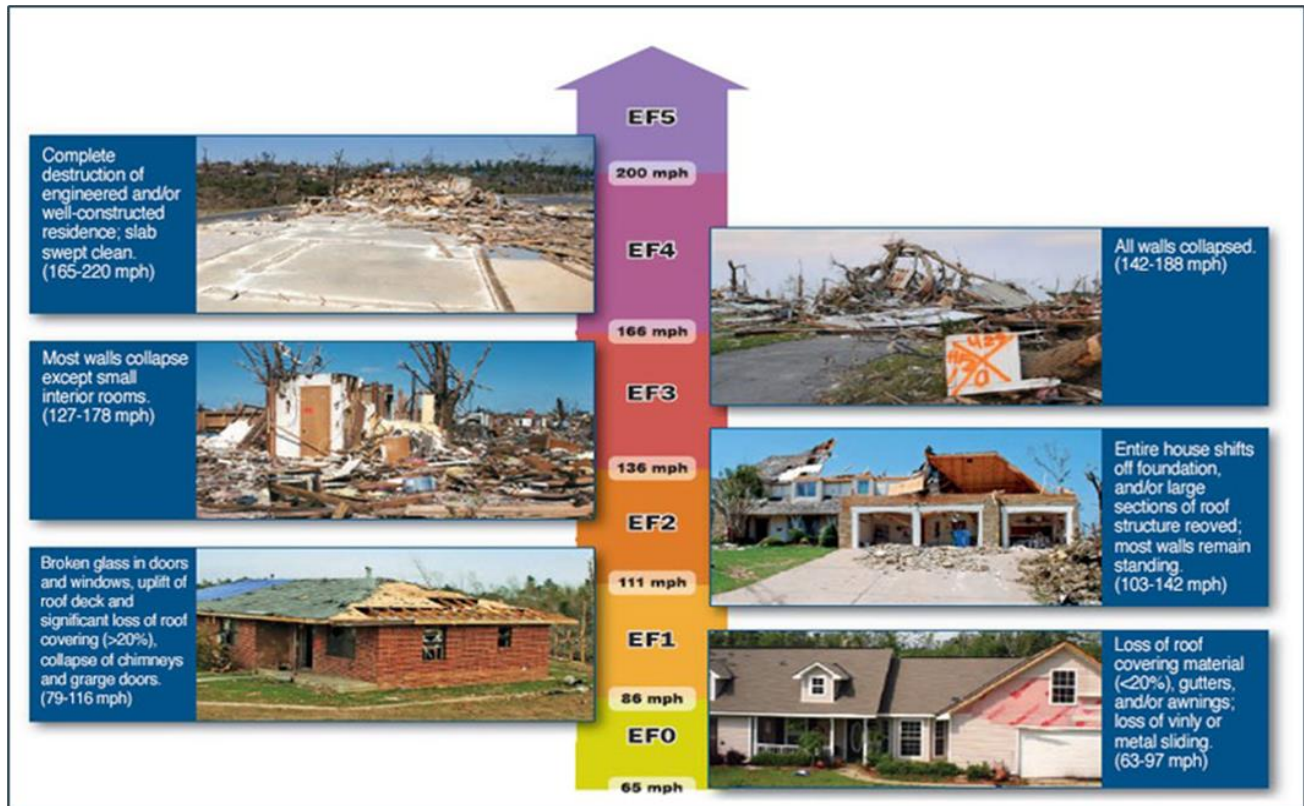 EF5
200 mph
Complete
destruction of
engineered and/or
well-constructed
residence; slab
swept clean.
(165-220 mph)
EF4
All walls collapsed.
(142-188 mph)
166 mph
Most walls collapse
except small
interior rooms.
(127-178 mph)
EF3
136 mph
Entire house shifts
off foundation,
and/or large
sections of roof
structure reoved;
most walls remain
standing.
(103-142 mph)
EF2
111 mph
Broken glass in doors
and windows, uplift of
roof deck and
significant loss of roof
covering (>20%),
collapse of chimneys
and grarge doors.
(79-116 mph)
EF1
86 mph
Loss of roof
covering material
(<20%), gutters,
and/or awnings;
loss of vinly or
metal sliding.
(63-97 mph)
EF0
65 mph